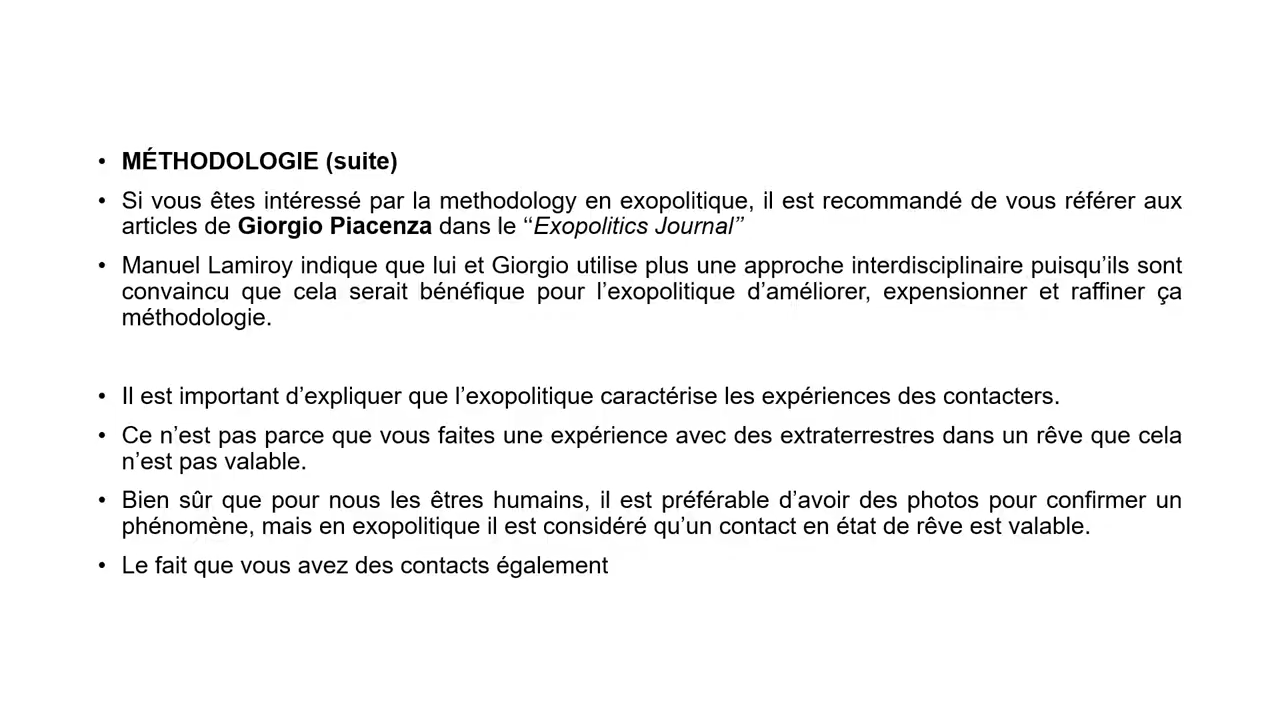 • MÉTHODOLOGIE (suite)
• Si vous êtes intéressé par la methodology en exopolitique, il est recommandé de vous référer aux
articles de Giorgio Piacenza dans le “Exopolitics Journal”
• Manuel Lamiroy indique que lui et Giorgio utilise plus une approche interdisciplinaire puisqu’ils sont
convaincu que cela serait bénéfique pour l’exopolitique d’améliorer, expensionner et raffiner ça
méthodologie.
• Il est important d’expliquer que l’exopolitique caractérise les expériences des contacters.
• Ce n’est pas parce que vous faites une expérience avec des extraterrestres dans un rêve que cela
n’est pas valable.
• Bien sûr que pour nous les êtres humains, il est préférable d’avoir des photos pour confirmer un
phénomène, mais en exopolitique il est considéré qu’un contact en état de rêve est valable.
• Le fait que vous avez des contacts également